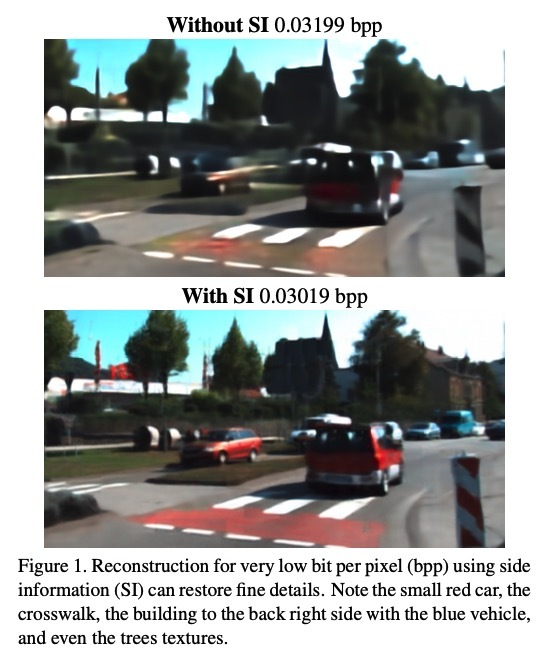 Without SI 0.03199 bpp
With SI 0.03019 bpp
Figure 1. Reconstruction for very low bit per pixel (bpp) using side
information (SI) can restore fine details. Note the small red car, the
crosswalk, the building to the back right side with the blue vehicle,
and even the trees textures.